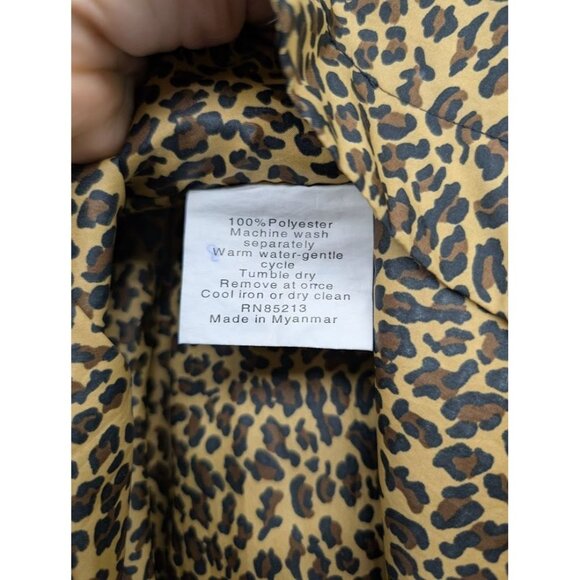 100%Polyester
Machine wash
separately
Warm water-gentle
cycle
Tumble dry
Remove at once
Cool iron or dry clean
RN85213
Made in Myanmar